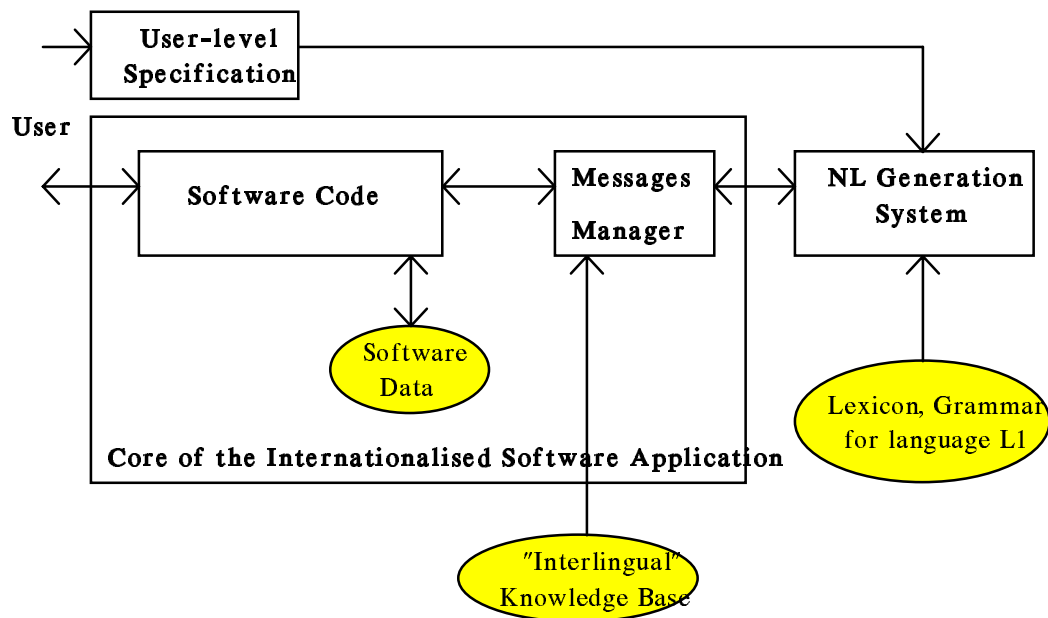 User-level
Specification
User
Software Code
Messages
Manager
NL Generation
System
Software
Data
Lexicon, Grammar
for language L1
Core of the Internationalised Software Application
"Interlingual"
Knowledge Base